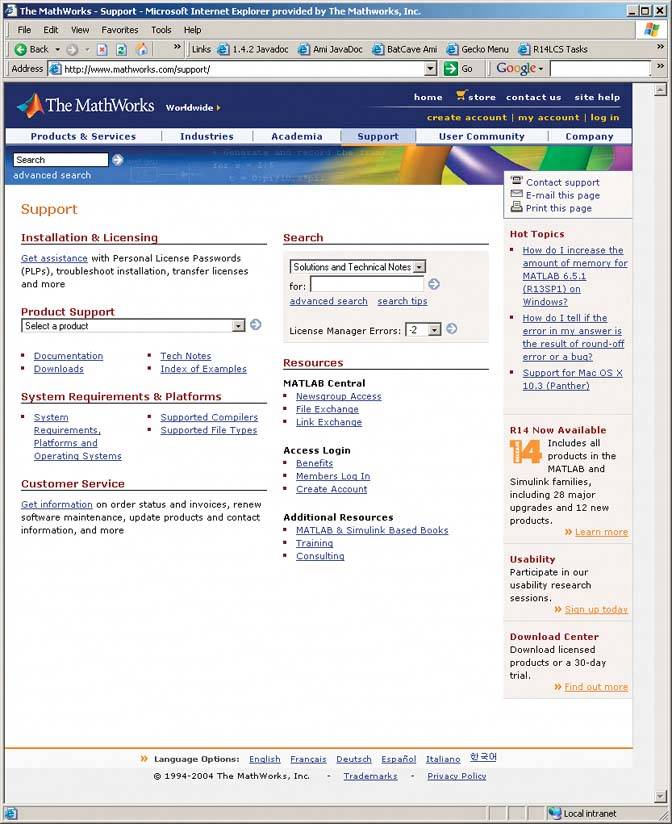 The MathWorks - Support - Microsoft Internet Explorer provided by The Mathworks, Inc.
File Edit View Favorites Tools Help
Back Links 1.4.2 Javadoc Ami JavaDoc BatCave Ami Gecko Menu R14LCS Tasks
Address http://www.mathworks.com/support/ Go Google
The MathWorks Worldwide
home store contact us site help
create account | my account | log in
Products & Services Industries Academia Support User Community Company
Search
advanced search
Contact support
E-mail this page
Print this page
Support
Installation & Licensing
Get assistance with Personal License Passwords
(PLPs), troubleshoot installation, transfer licenses
and more
Product Support
Select a product
Documentation
Downloads
Tech Notes
Index of Examples
System Requirements & Platforms
System
Requirements,
Platforms and
Operating Systems
Supported Compilers
Supported File Types
Customer Service
Get information on order status and invoices, renew
software maintenance, update products and contact
information, and more
Search
Solutions and Technical Notes
for:
advanced search search tips
License Manager Errors: -2
Resources
MATLAB Central
Newsgroup Access
File Exchange
Link Exchange
Access Login
Benefits
Members Log In
Create Account
Additional Resources
MATLAB & Simulink Based Books
Training
Consulting
Hot Topics
How do I increase the
amount of memory for
MATLAB 6.5.1
(R13SP1) on
Windows?
How do I tell if the
error in my answer is
the result of round-off
error or a bug?
Support for Mac OS X
10.3 (Panther)
R14 Now Available
14
Includes all
products in the
MATLAB and
Simulink families,
including 28 major
upgrades and 12 new
products.
» Learn more
Usability
Participate in our
usability research
sessions.
» Sign up today
Download Center
Download licensed
products or a 30-day
trial.
» Find out more
» Language Options: English Français Deutsch Español Italiano 한국어
© 1994-2004 The MathWorks, Inc. - Trademarks - Privacy Policy
Local intranet